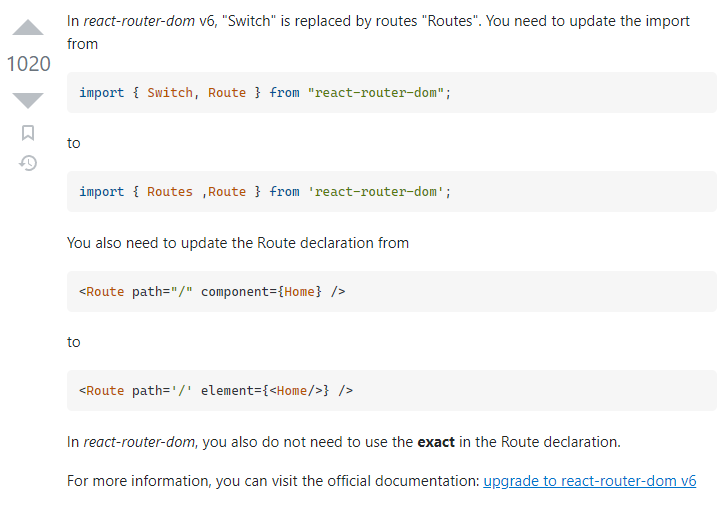 In react-router-dom v6, "Switch" is replaced by routes "Routes". You need to update the import
from
1020
import { Switch, Route } from "react-router-dom";
to
import { Routes ,Route } from 'react-router-dom';
You also need to update the Route declaration from
<Route path="/" component={Home} />
to
<Route path='/' element={<Home/>} />
In react-router-dom, you also do not need to use the exact in the Route declaration.
For more information, you can visit the official documentation: upgrade to react-router-dom v6